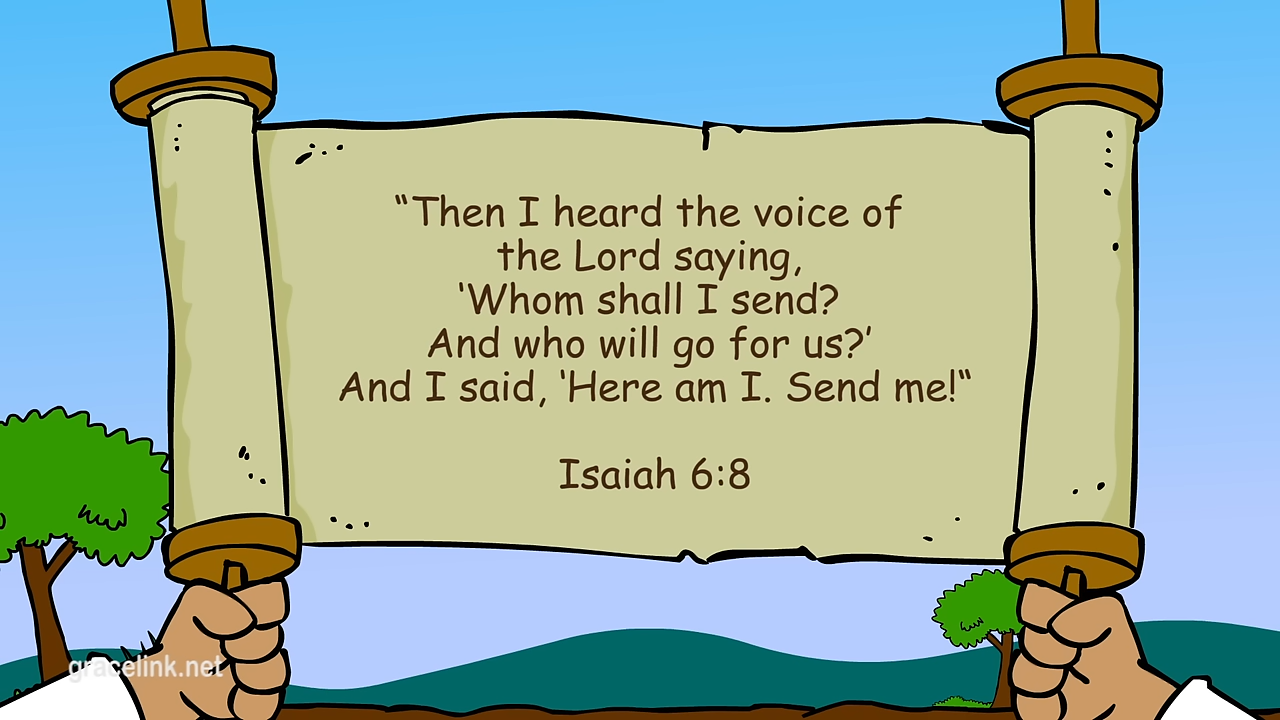 “Then I heard the voice of
the Lord saying,
‘Whom shall I send?
And who will go for us?’
And I said, ‘Here am I. Send me!“
Isaiah 6:8
gracelink.net